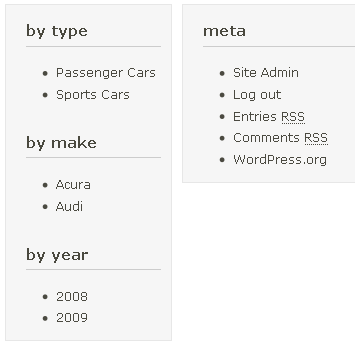 by type
Passenger Cars
Sports Cars
by make
Acura
Audi
by year
2008
2009
meta
Site Admin
Log out
Entries RSS
Comments RSS
WordPress.org